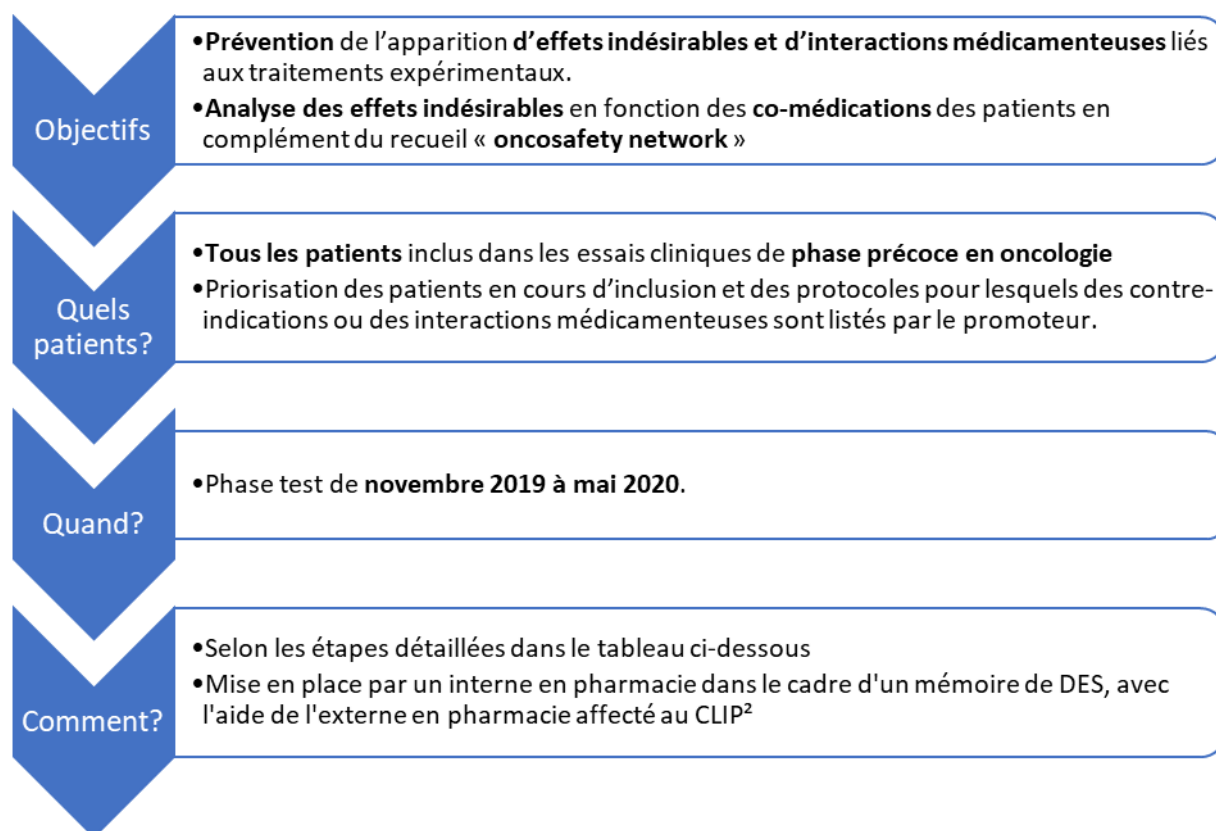 Objectifs
•Prévention de l’apparition d’effets indésirables et d’interactions médicamenteuses liés
aux traitements expérimentaux.
•Analyse des effets indésirables en fonction des co-médications des patients en
complément du recueil « oncosafety network »
Quels
patients?
•Tous les patients inclus dans les essais cliniques de phase précoce en oncologie
•Priorisation des patients en cours d’inclusion et des protocoles pour lesquels des contre-
indications ou des interactions médicamenteuses sont listés par le promoteur.
Quand?
•Phase test de novembre 2019 à mai 2020.
Comment?
•Selon les étapes détaillées dans le tableau ci-dessous
•Mise en place par un interne en pharmacie dans le cadre d'un mémoire de DES, avec
l'aide de l'externe en pharmacie affecté au CLIP²